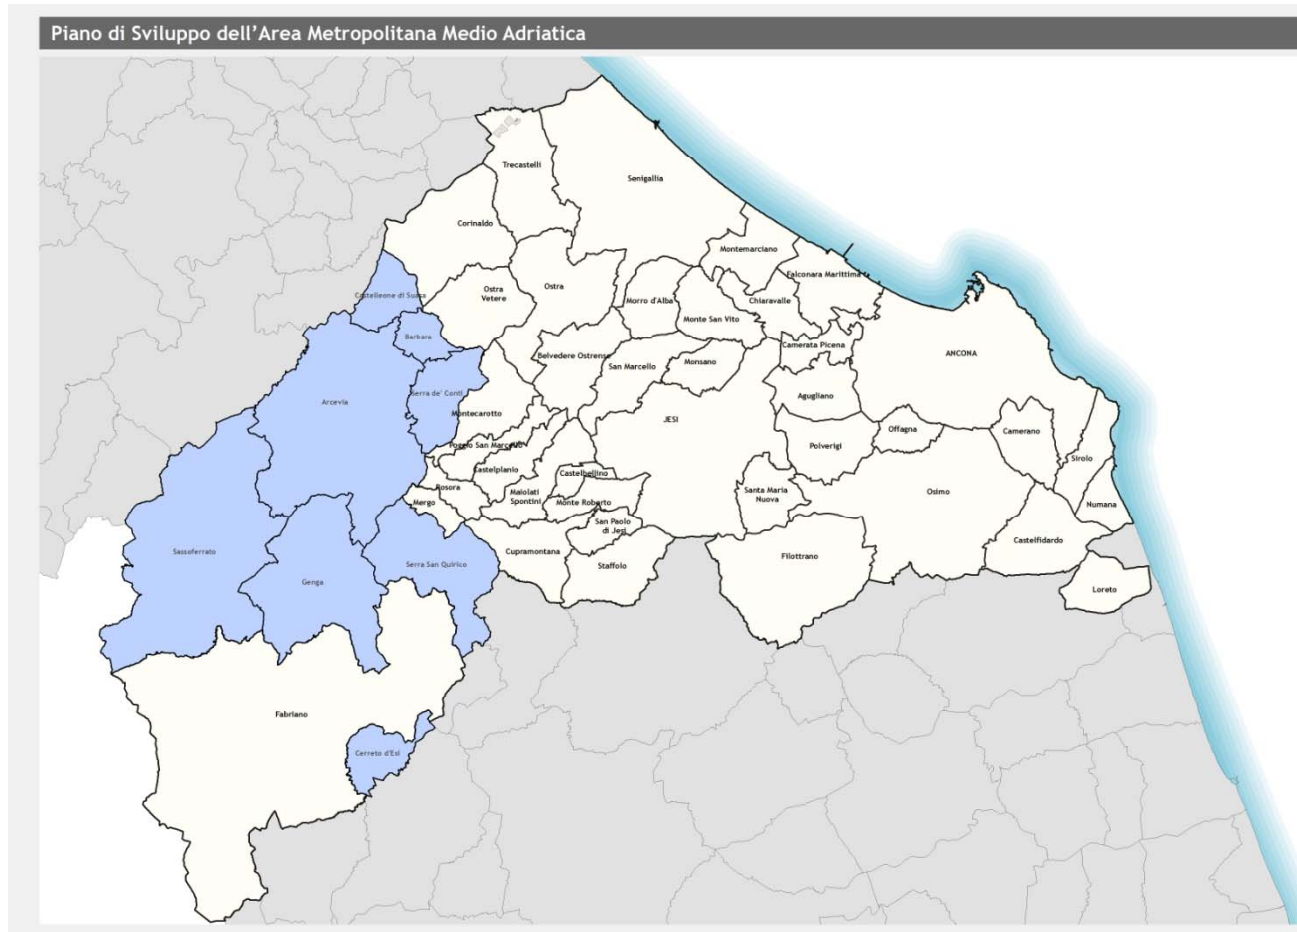 Piano di Sviluppo dell'Area Metropolitana Medio Adriatica
Trecastelli
Senigallia
Corinaldo
Montemarciano
Falconara Marittima
Castelleone di Suasa
Ostra
Vetere
Ostra
Morro d'Alba
Chiaravalle
Monte San Vito
Barbara
Camerata Picena
ANCONA
Belvedere Ostrense
San Marcello
Monsano
Arcevia
Serra de' Conti
Agugliano
Montecarotto
JESI
Offagna
Camerano
Poggio San Marcello
Polverigi
Sirolo
Castelplanio
Castelbellino
Rosora
Maiolati
Spontini
Santa Maria
Nuova
Osimo
Mergo
Monte Roberto
Numana
San Paolo
di Jesi
Castelfidardo
Sassoferrato
Cupramontana
Filottrano
Serra San Quirico
Staffolo
Genga
Loreto
Fabriano
Cerreto d'Esi